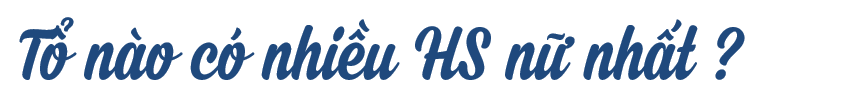 Tổ nào có nhiều HS nữ nhất ?